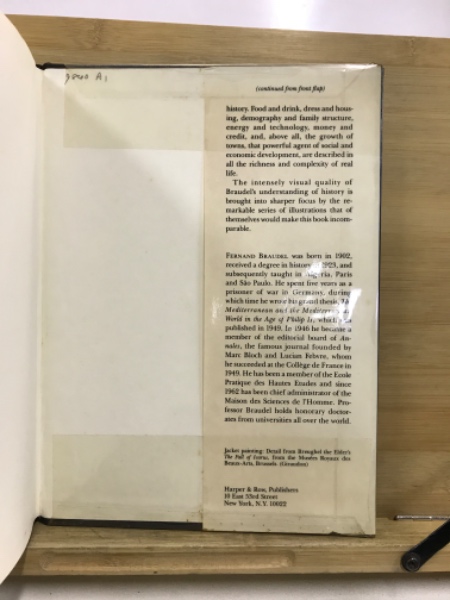 (continued from front flap)
history. Food and drink, dress and hous-
ing, demography and family structure,
energy and technology, money and
credit, and, above all, the growth of
towns, that powerful agent of social and
economic development, are described in
all the richness and complexity of real
life.
The intensely visual quality of
Braudel's understanding of history is
brought into sharper focus by the re-
markable series of illustrations that of
themselves would make this book incom-
parable.
FERNAND BRAUDEL was born in 1902,
received a degree in history in 1923, and
subsequently taught in Algeria, Paris
and São Paulo. He spent five years as a
prisoner of war in Germany, during
which time he wrote his grand thesis, The
Mediterranean and the Mediterranean
World in the Age of Philip II, which was
published in 1949. In 1946 he became a
member of the editorial board of An-
nales, the famous journal founded by
Marc Bloch and Lucian Febvre, whom
he succeeded at the Collège de France in
1949. He has been a member of the Ecole
Pratique des Hautes Etudes and since
1962 has been chief administrator of the
Maison des Sciences de l'Homme. Pro-
fessor Braudel holds honorary doctor-
ates from universities all over the world.
Jacket painting: Detail from Brueghel the Elder's
The Fall of Icarus, from the Musées Royaux des
Beaux-Arts, Brussels. (Giraudon)
Harper & Row, Publishers
10 East 53rd Street
New York, N.Y. 10022